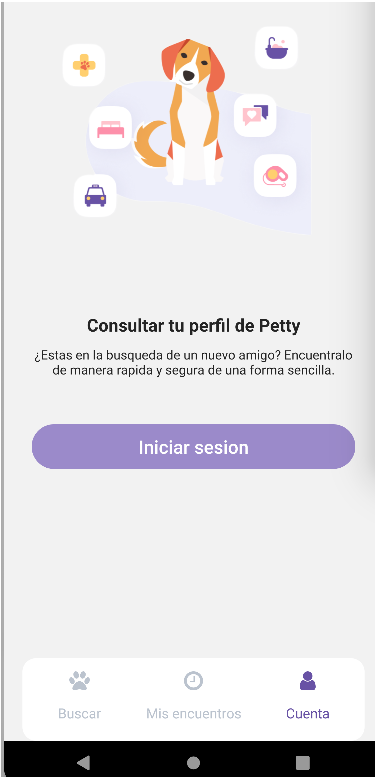 Consultar tu perfil de Petty
¿Estas en la busqueda de un nuevo amigo? Encuentralo
de manera rapida y segura de una forma sencilla.
Iniciar sesion
Buscar
Mis encuentros
Cuenta